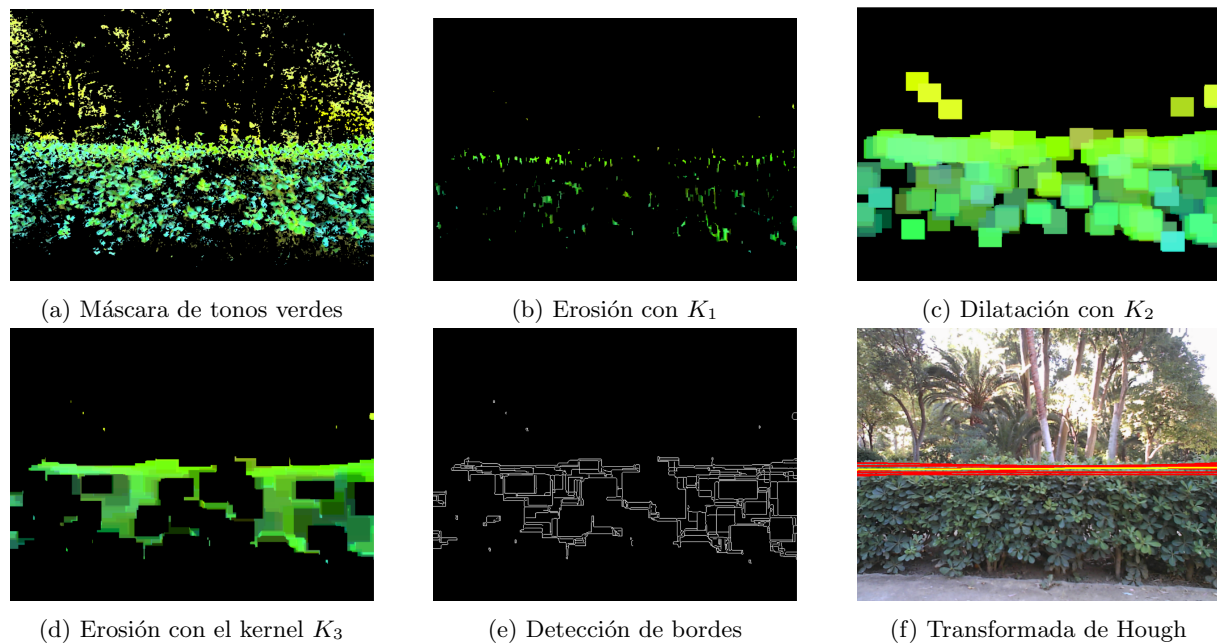 (a) Máscara de tonos verdes
(b) Erosión con K1
(c) Dilatación con K2
(d) Erosión con el kernel K3
(e) Detección de bordes
(f) Transformada de Hough